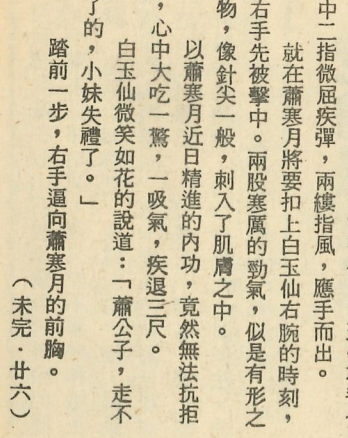 中二指微屈疾彈，兩縷指風，應手而出。
就在蕭寒月將要扣上白玉仙右腕的時刻，
右手先被擊中。兩股寒厲的勁氣，似是有形之
物，像針尖一般，刺入了肌膚之中。
以蕭寒月近日精進的內功，竟然無法抗拒
，心中大吃一驚，一吸氣，疾退三尺。
白玉仙微笑如花的說道：「蕭公子，走不
了的，小妹失禮了。」
踏前一步，右手逼向蕭寒月的前胸。
（未完．廿六）